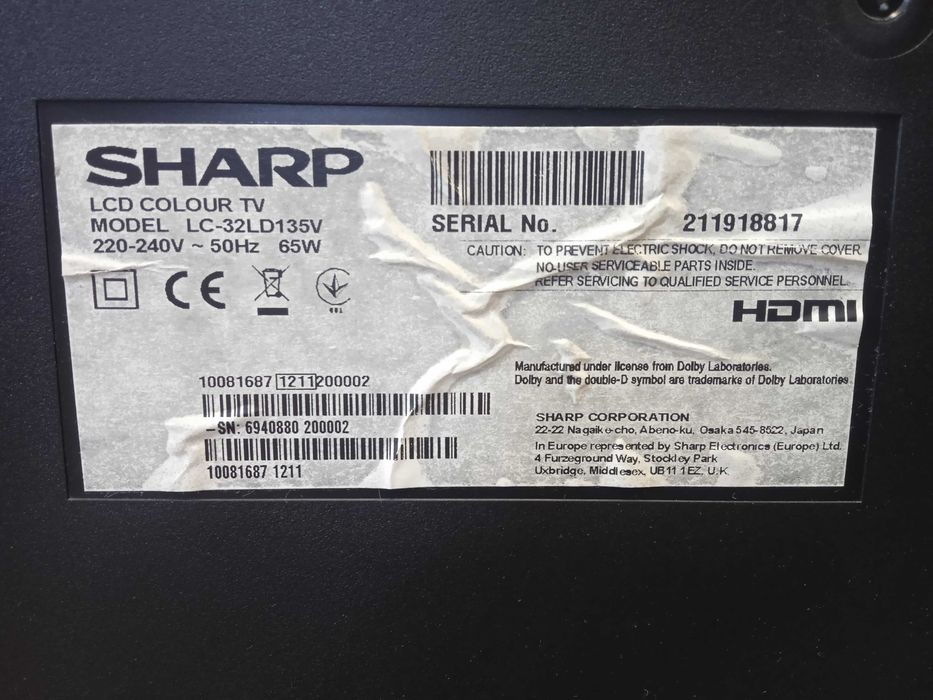 SHARP
LCD COLOUR TV
MODEL LC-32LD135V
220-240V ~ 50Hz 65W
CE
SERIAL No. 211918817
CAUTION: TO PREVENT ELECTRIC SHOCK, DO NOT REMOVE COVER.
NO USER SERVICEABLE PARTS INSIDE.
REFER SERVICING TO QUALIFIED SERVICE PERSONNEL.
HDMI
10081687 1211 200002
-SN: 6940880 200002
10081687 1211
Manufactured under license from Dolby Laboratories.
Dolby and the double-D symbol are trademarks of Dolby Laboratories.
SHARP CORPORATION
22-22 Nagaike-cho, Abeno-ku, Osaka 545-8522, Japan
In Europe represented by Sharp Electronics (Europe) Ltd.
4 Furzeground Way, Stockley Park
Uxbridge, Middlesex, UB11 1EZ, U.K.